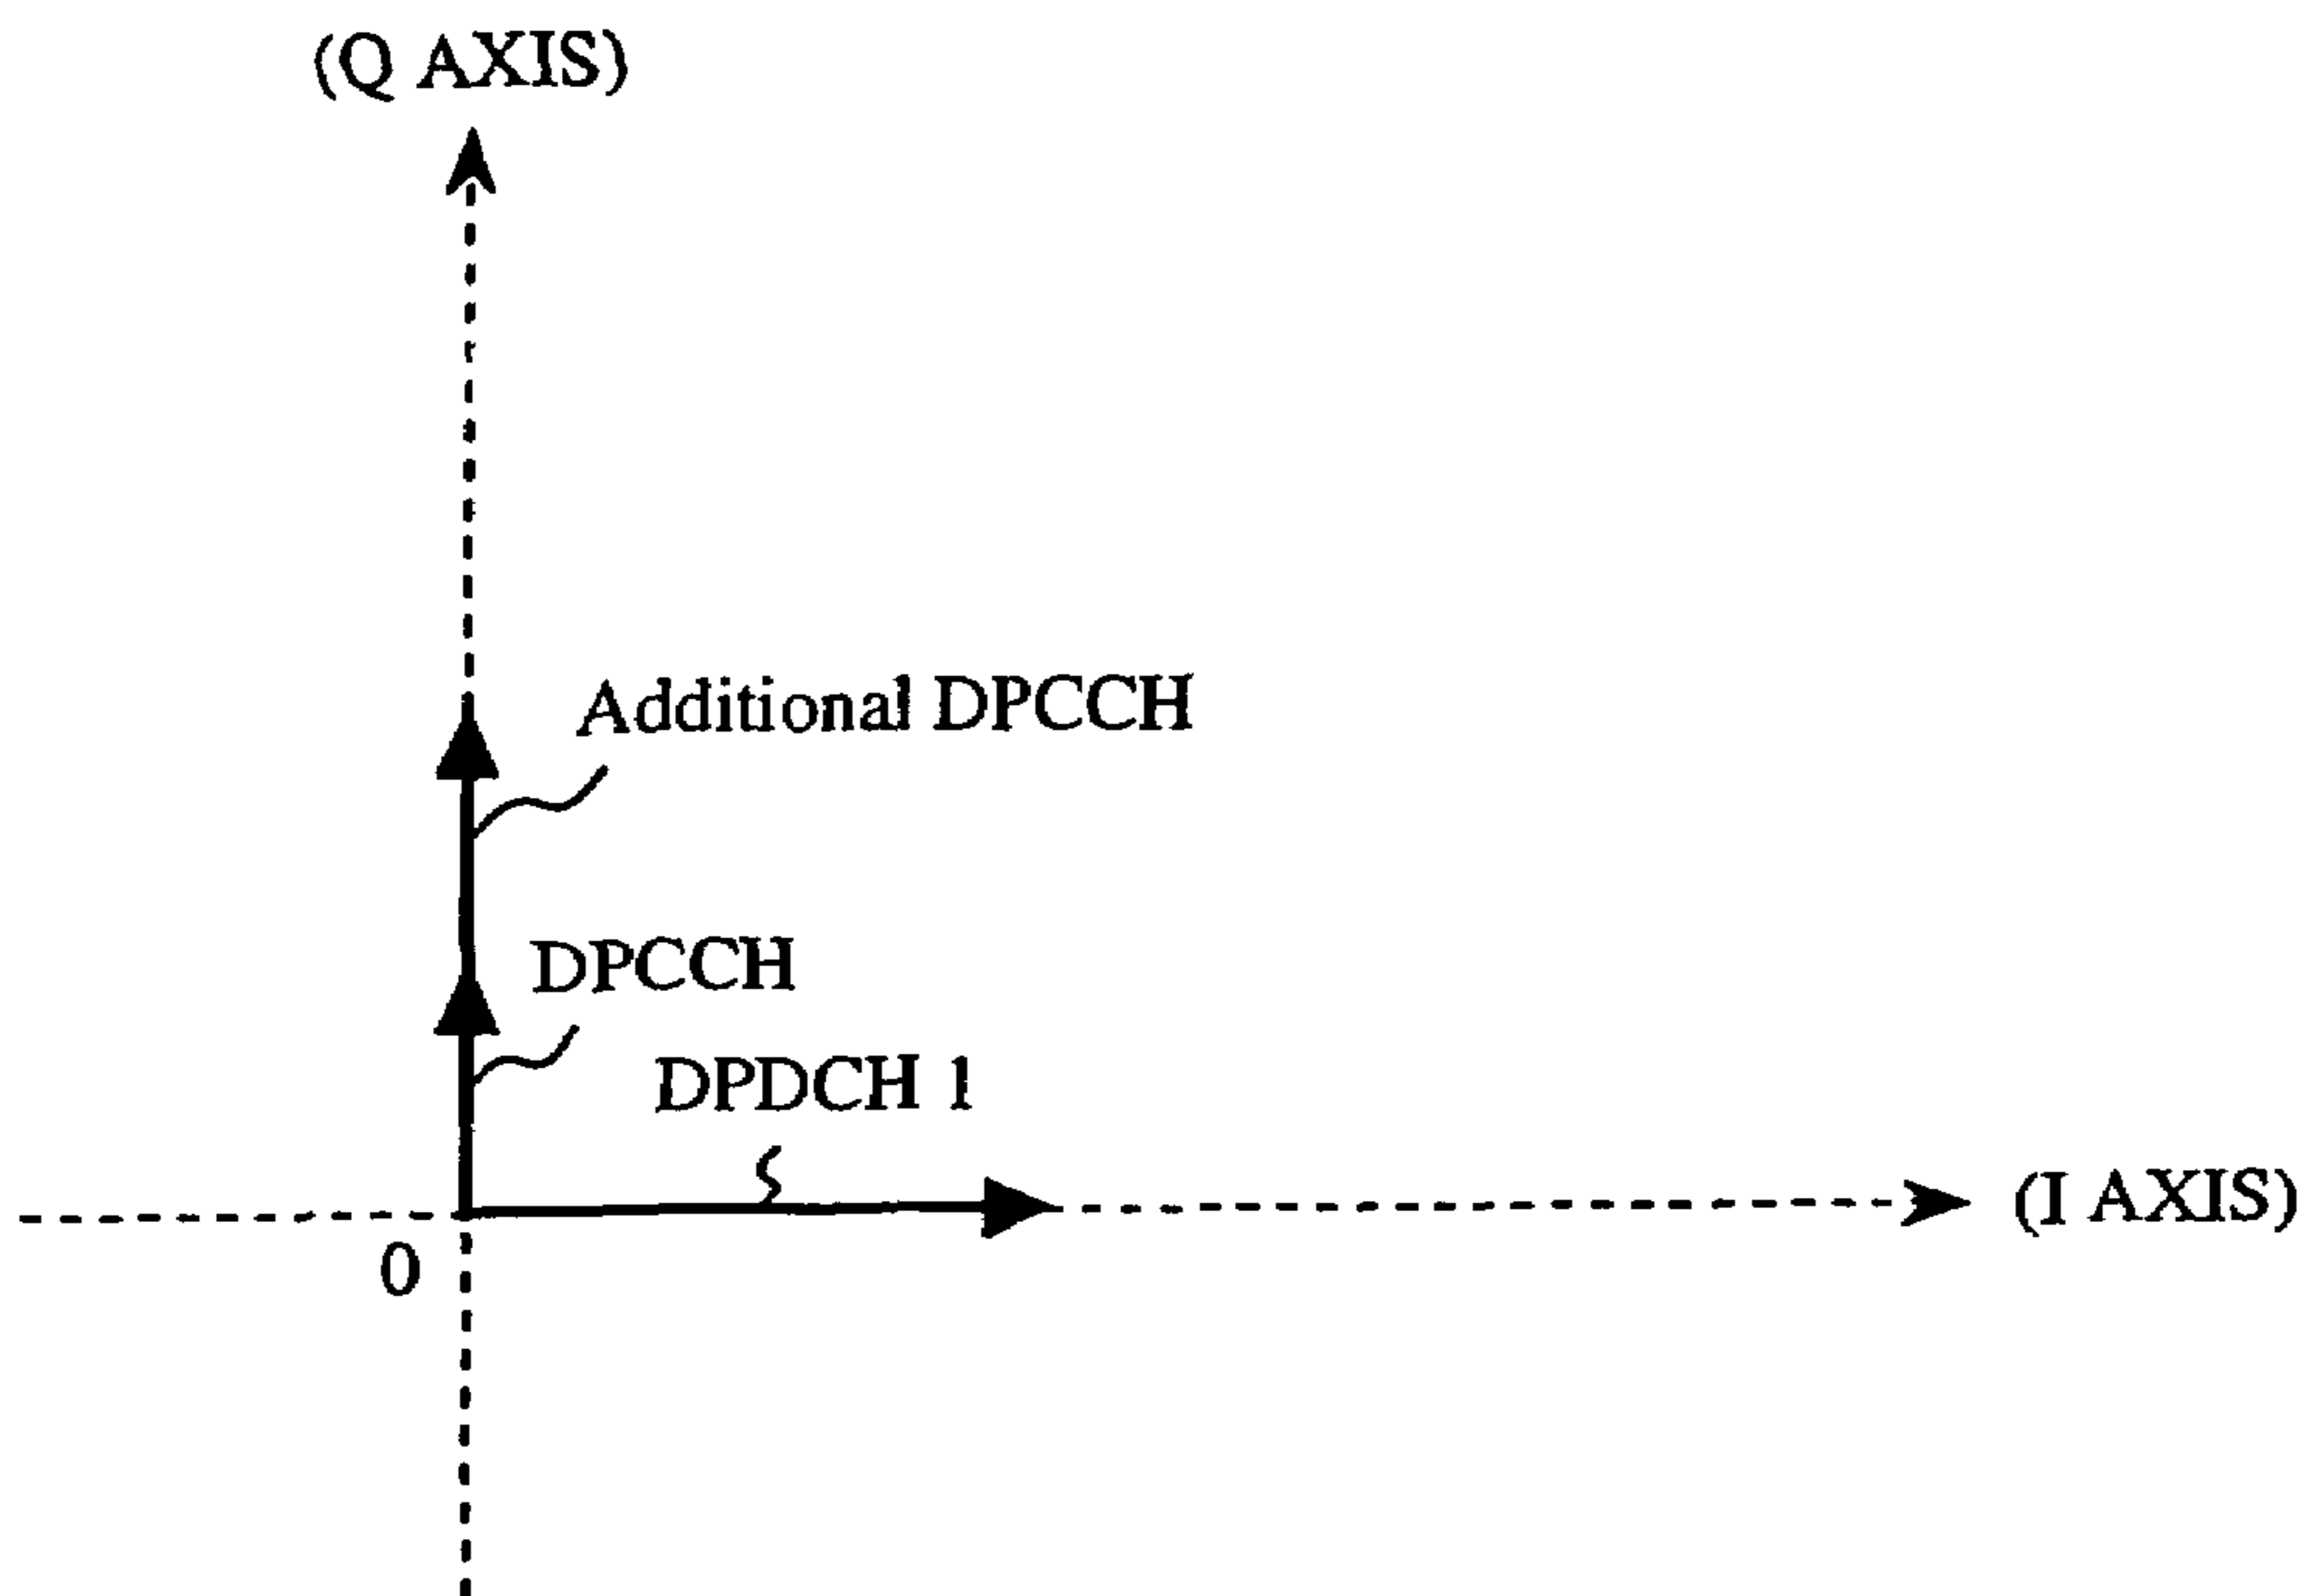 (Q AXIS)
Additional DPCCH
DPCCH
DPDCH 1
(I AXIS)
0